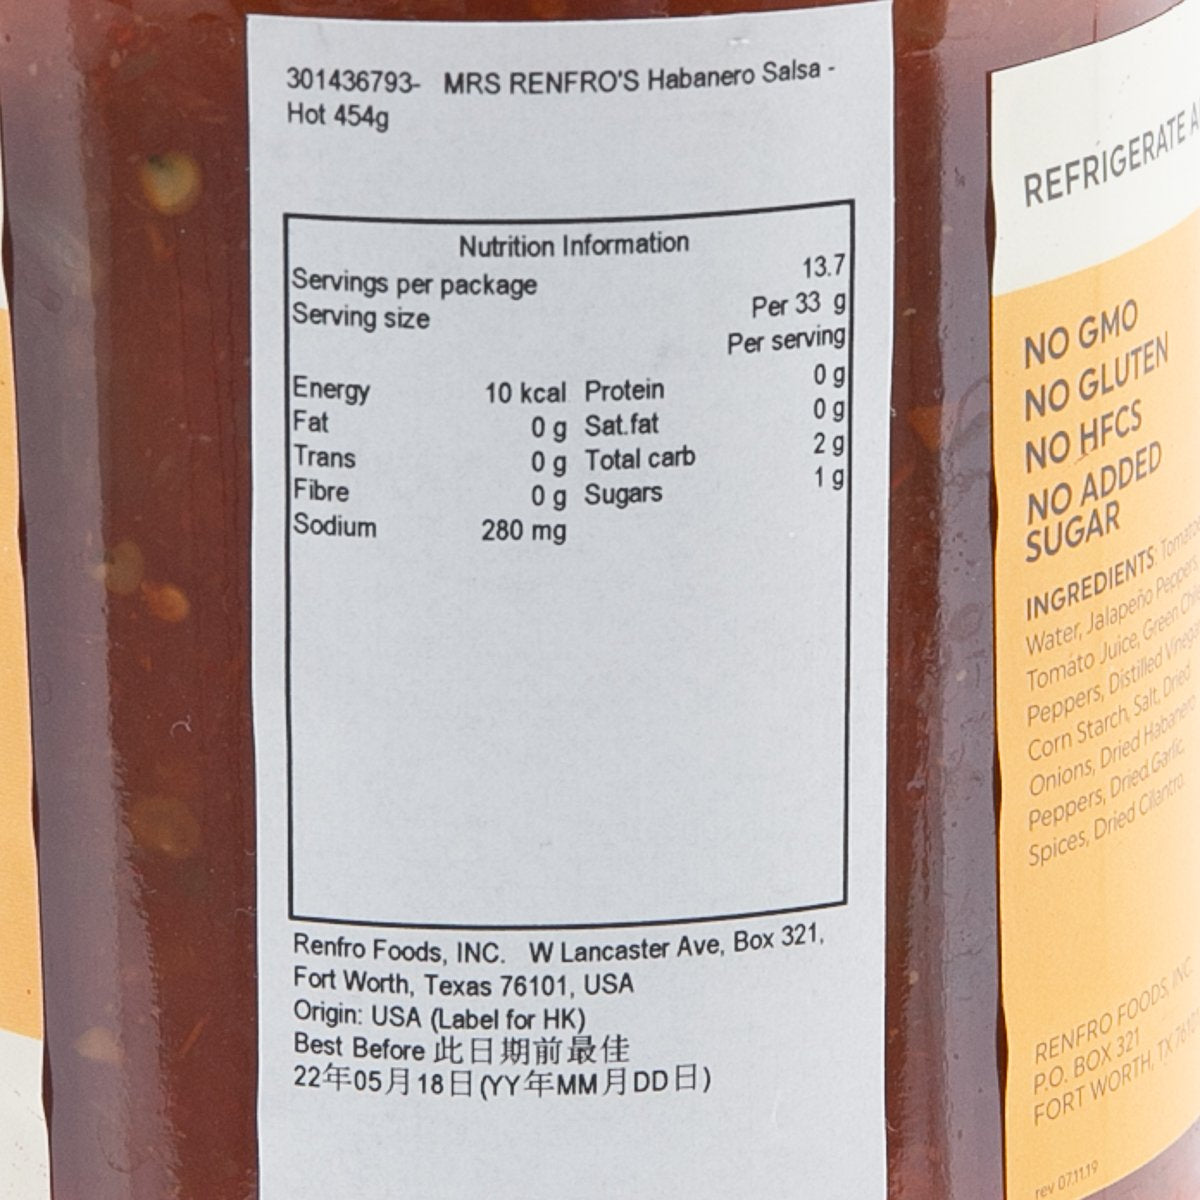 301436793- MRS RENFRO'S Habanero Salsa -
Hot 454g
Nutrition Information
Servings per package 13.7
Serving size Per 33 g
Per serving
Energy 10 kcal Protein 0 g
Fat 0 g Sat.fat 0 g
Trans 0 g Total carb 2 g
Fibre 0 g Sugars 1 g
Sodium 280 mg
Renfro Foods, INC. W Lancaster Ave, Box 321,
Fort Worth, Texas 76101, USA
Origin: USA (Label for HK)
Best Before 此日期前最佳
22年05月18日(YY年MM月DD日)
REFRIGERATE
NO GMO
NO GLUTEN
NO HFCS
NO ADDED
SUGAR
INGREDIENTS:
Water, Jalapeño Peppers,
Tomato Juice, Green Chile
Peppers, Distilled Vinegar,
Corn Starch, Salt, Dried
Onions, Dried Habanero
Peppers, Dried Garlic,
Spices, Dried Cilantro.
RENFRO FOODS, INC.
P.O. BOX 321
FORT WORTH, TX
rev 07.11.19